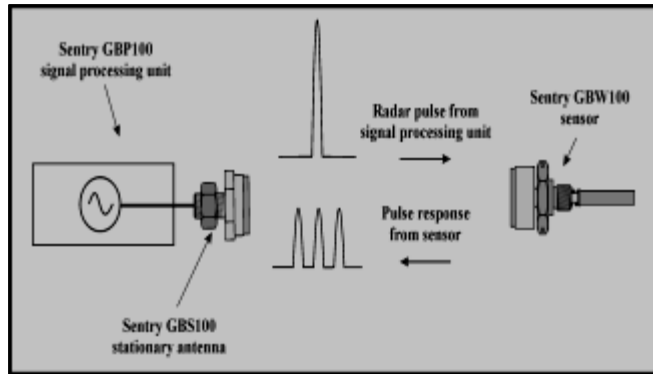 Sentry GBP100
signal processing unit
Radar pulse from
signal processing unit
Sentry GBW100
sensor
Pulse response
from sensor
Sentry GBS100
stationary antenna